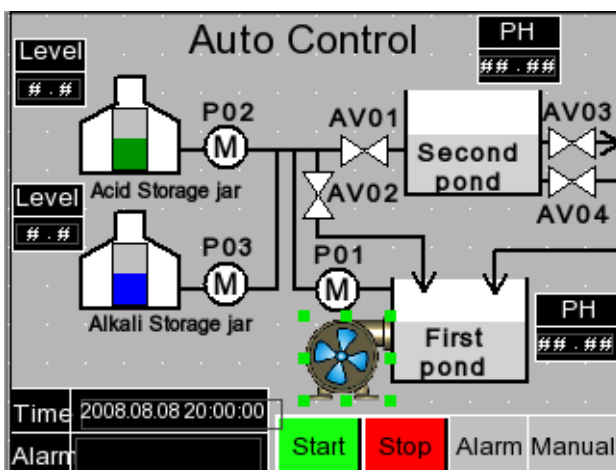 Auto Control
PH
##.##
Level
#.#
P02
AV01
AV03
M
Second
pond
Acid Storage jar
AV02
AV04
Level
#.#
P03
P01
M
M
Alkali Storage jar
PH
##.##
First
pond
Time 2008.08.08 20:00:00
Alarm
Start Stop Alarm Manual